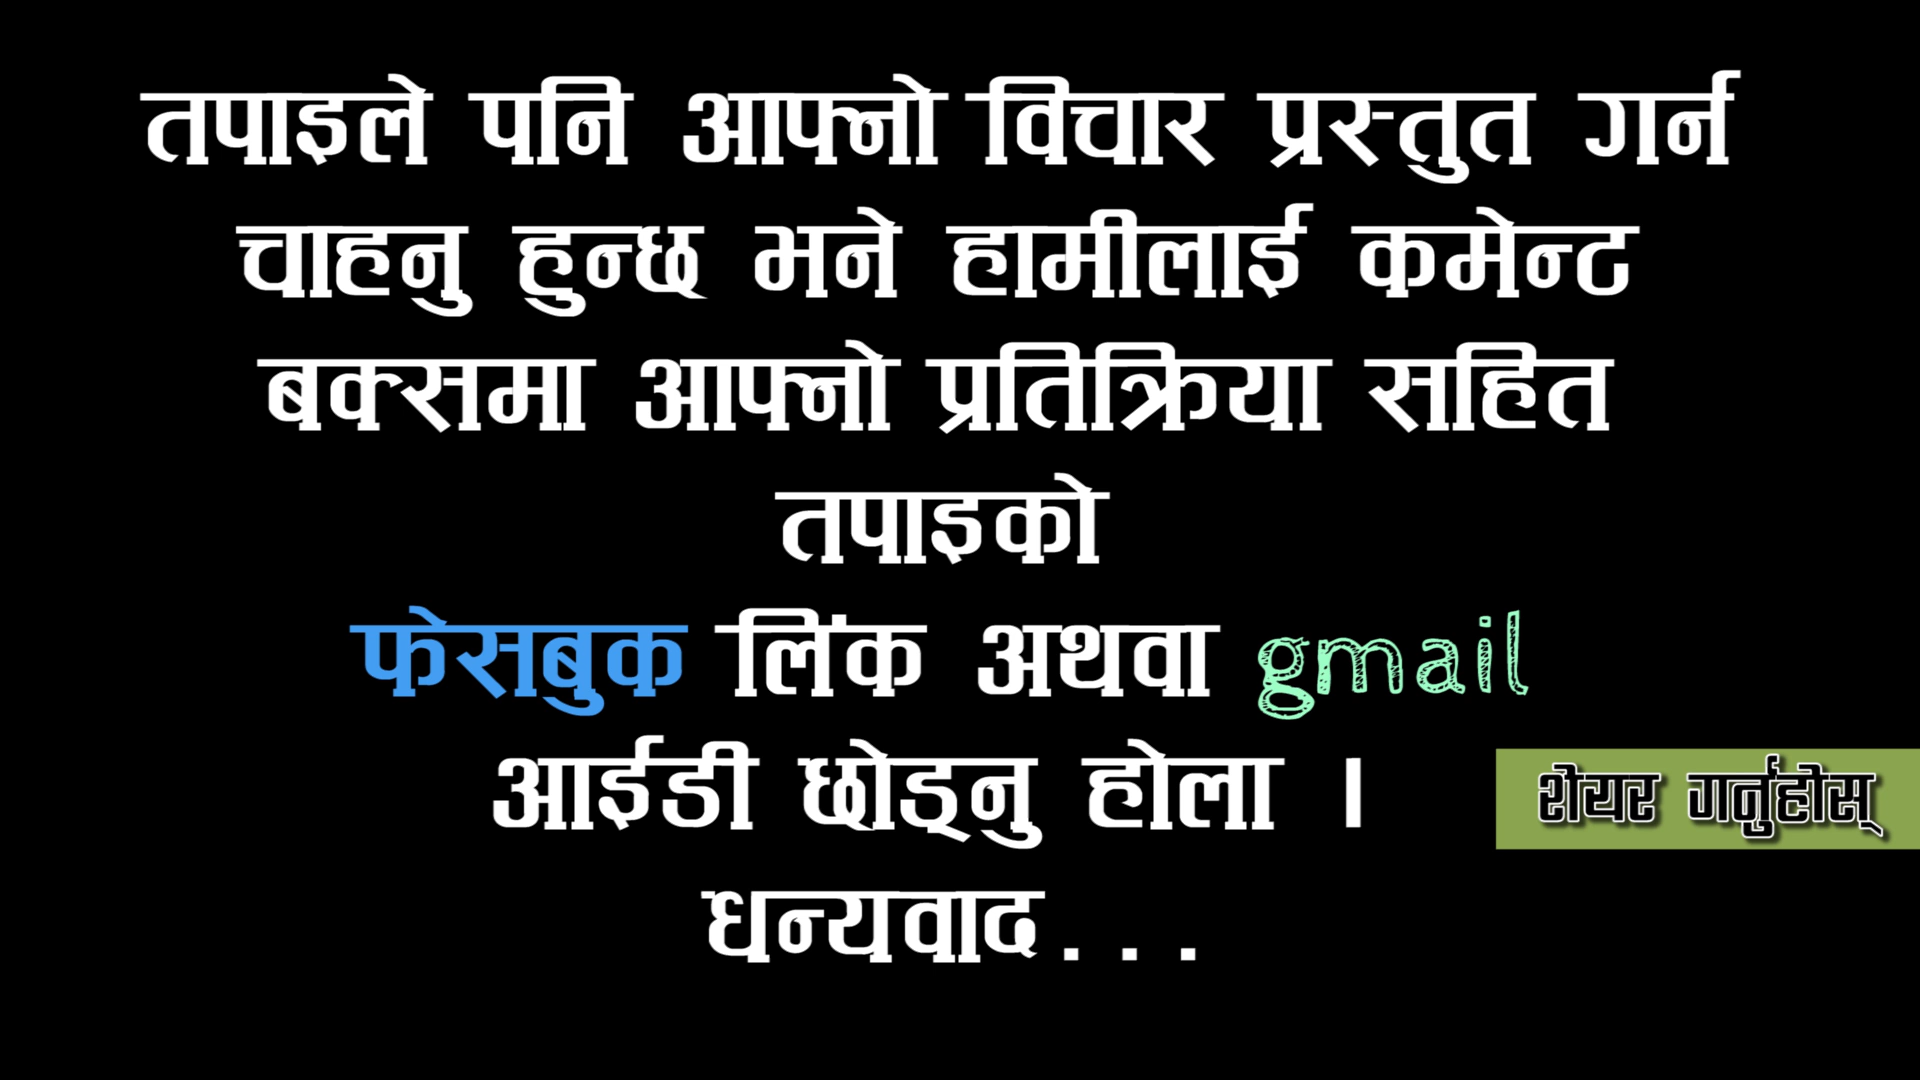 तपाइले पनि आफ्नो विचार प्रस्तुत गर्न
चाहनु हुन्छ भने हामीलाई कमेन्ट
बक्समा आफ्नो प्रतिक्रिया सहित
तपाइको
फेसबुक लिंक अथवा gmail
आईडी छोड्नु होला ।
शेयर गर्नुहोस्
धन्यवाद...